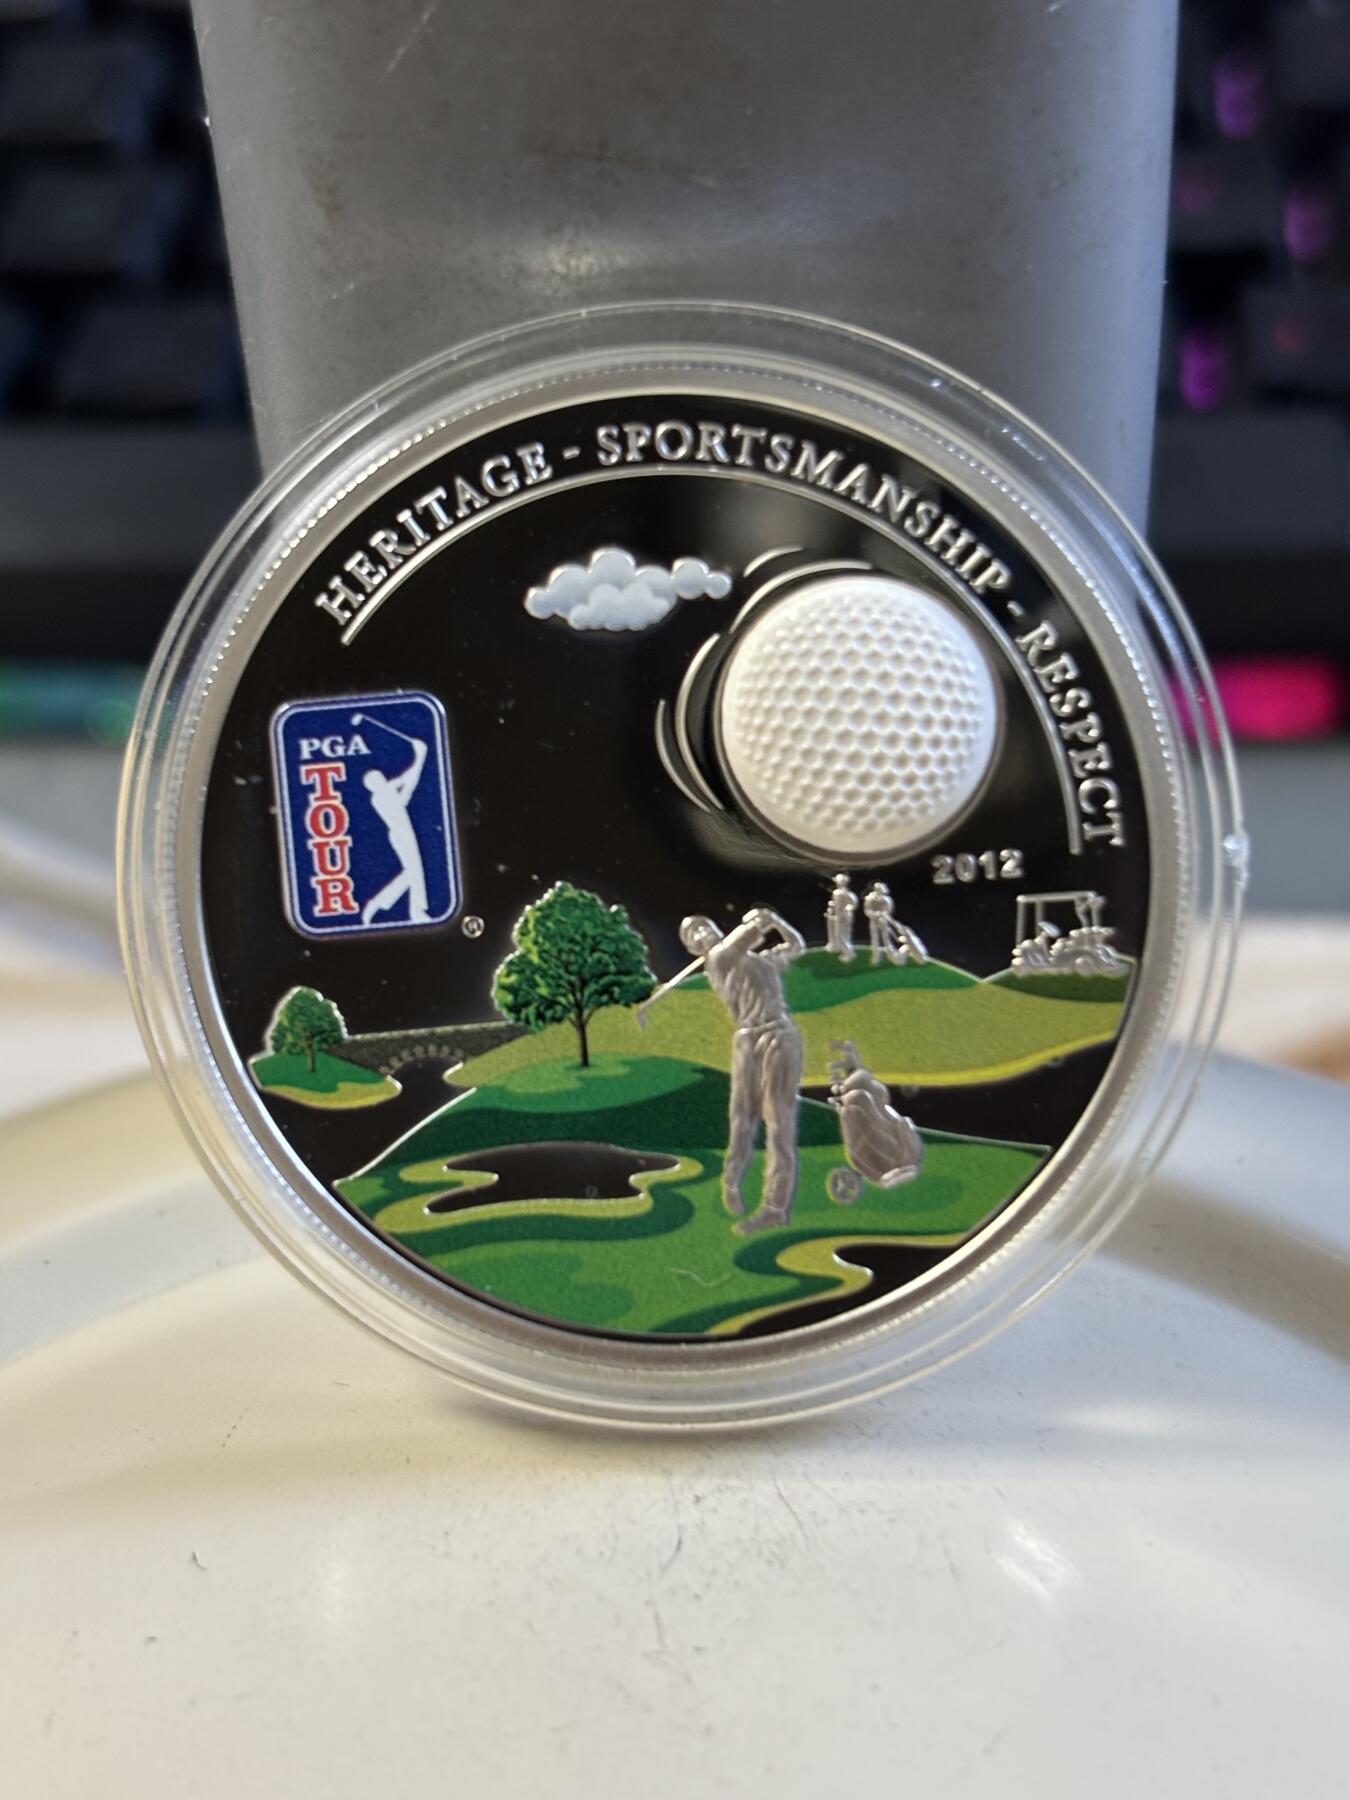 HERITAGE - SPORTSMANSHIP - RESPECT
PGA
TOUR
®
2012